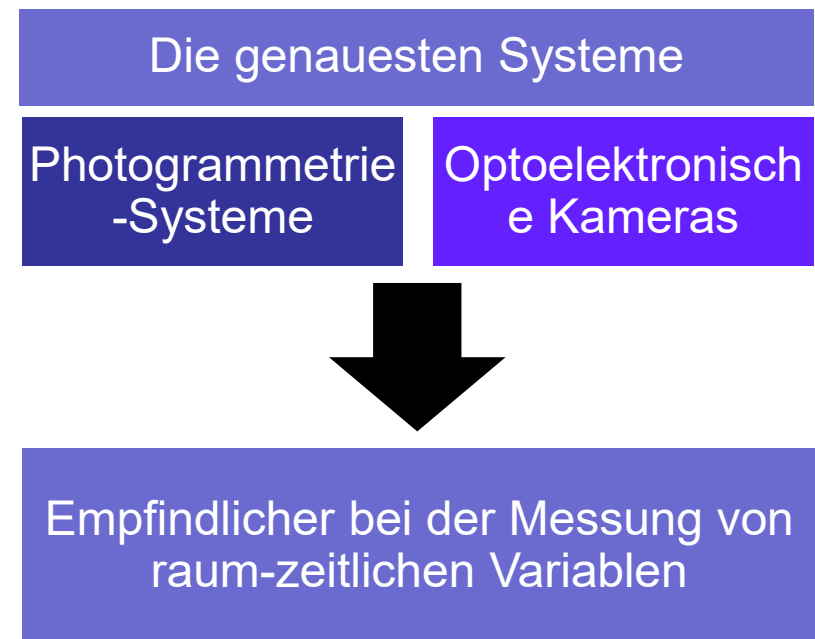 Die genauesten Systeme
Photogrammetrie
-Systeme
Optoelektronisch
e Kameras
Empfindlicher bei der Messung von
raum-zeitlichen Variablen